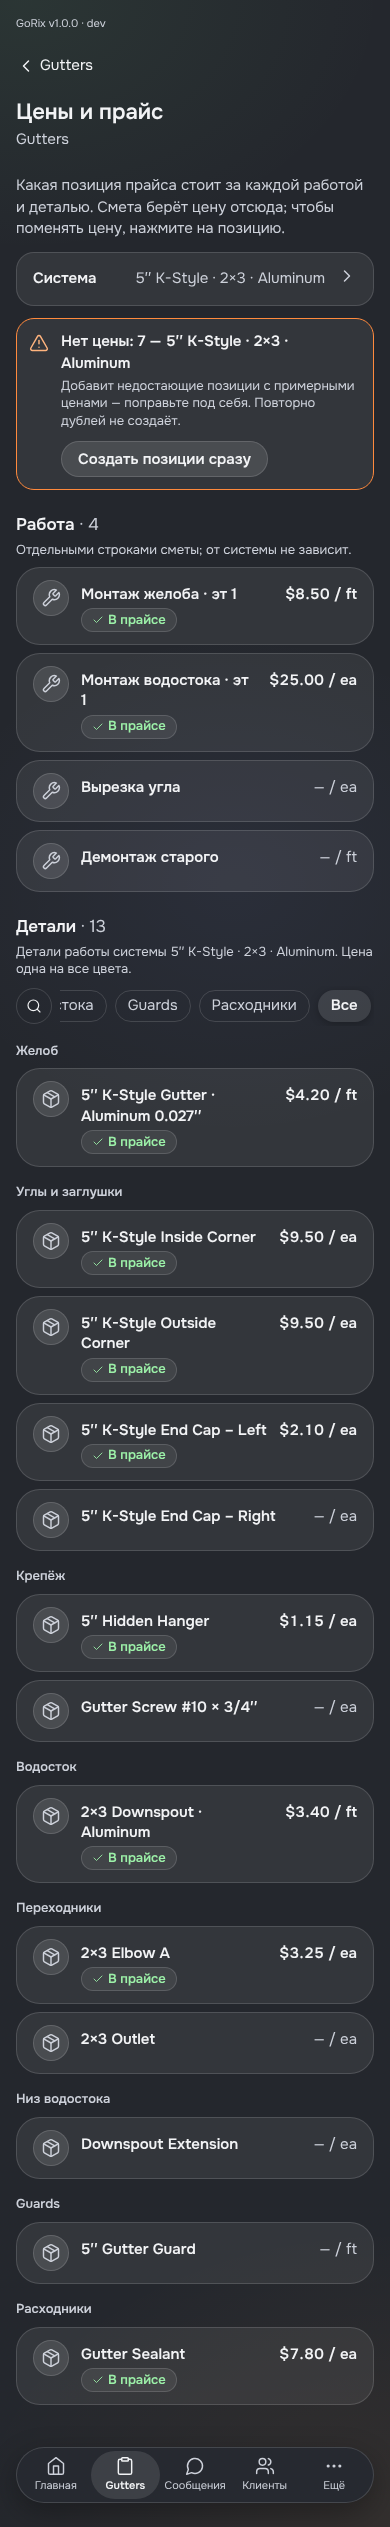 GoRix v1.0.0 · dev
Gutters
Цены и прайс
Gutters
Какая позиция прайса стоит за каждой работой
и деталью. Смета берёт цену отсюда; чтобы
поменять цену, нажмите на позицию.
Система 5″ K-Style · 2×3 · Aluminum
Нет цены: 7 — 5″ K-Style · 2×3 ·
Aluminum
Добавит недостающие позиции с примерными
ценами — поправьте под себя. Повторно
дублей не создаёт.
Создать позиции сразу
Работа · 4
Отдельными строками сметы; от системы не зависит.
Монтаж желоба · эт 1 $8.50 / ft
В прайсе
Монтаж водостока · эт $25.00 / ea
1
В прайсе
Вырезка угла — / ea
Демонтаж старого — / ft
Детали · 13
Детали работы системы 5″ K-Style · 2×3 · Aluminum. Цена
одна на все цвета.
стока Guards Расходники Все
Желоб
5″ K-Style Gutter · $4.20 / ft
Aluminum 0.027″
В прайсе
Углы и заглушки
5″ K-Style Inside Corner $9.50 / ea
В прайсе
5″ K-Style Outside $9.50 / ea
Corner
В прайсе
5″ K-Style End Cap – Left $2.10 / ea
В прайсе
5″ K-Style End Cap – Right — / ea
Крепёж
5″ Hidden Hanger $1.15 / ea
В прайсе
Gutter Screw #10 × 3/4″ — / ea
Водосток
2×3 Downspout · $3.40 / ft
Aluminum
В прайсе
Переходники
2×3 Elbow A $3.25 / ea
В прайсе
2×3 Outlet — / ea
Низ водостока
Downspout Extension — / ea
Guards
5″ Gutter Guard — / ft
Расходники
Gutter Sealant $7.80 / ea
В прайсе
Главная Gutters Сообщения Клиенты Ещё